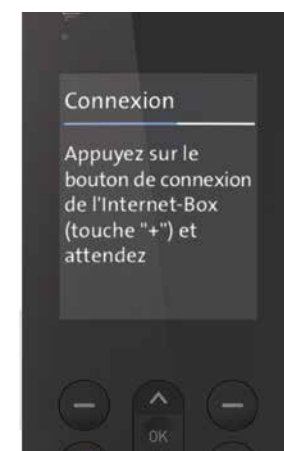 Connexion
Appuyez sur le
bouton de connexion
de l'Internet-Box
(touche "+") et
attendez
OK